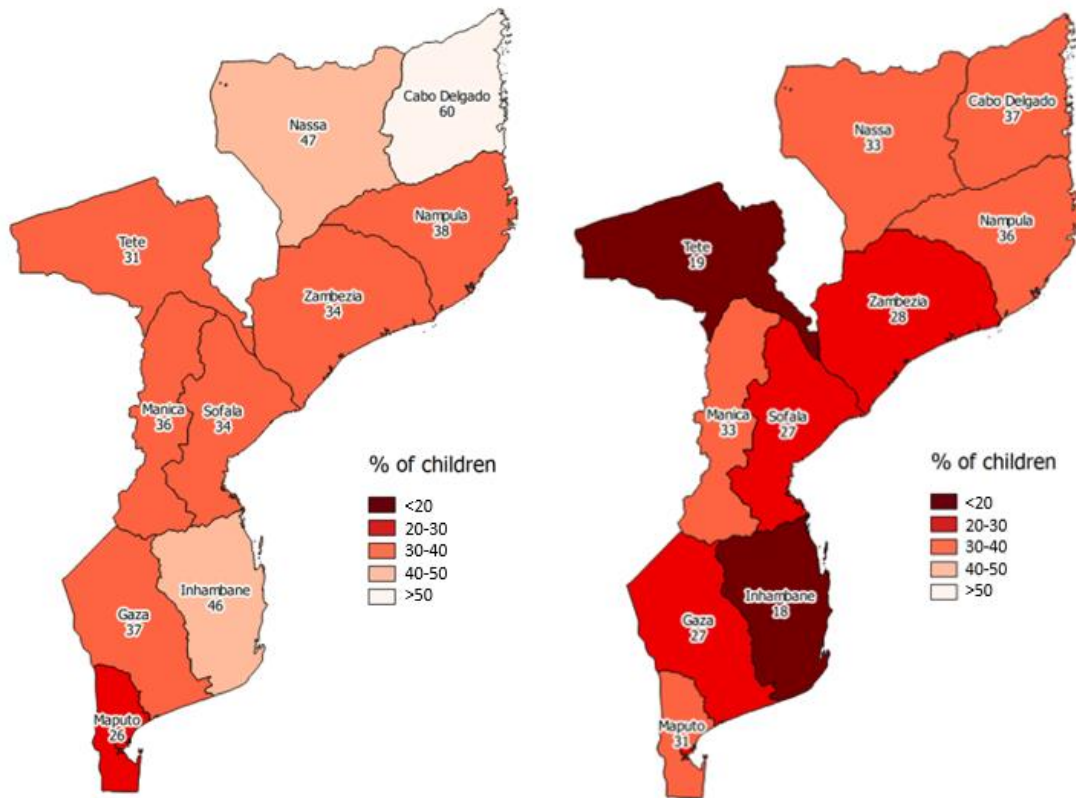 Cabo Delgado
60
Nassa
47
Nampula
38
Tete
31
Zambezia
34
Manica
36
Sofala
34
Inhambane
46
Gaza
37
Maputo
26
% of children
<20
20-30
30-40
40-50
>50
Cabo Delgado
37
Nassa
33
Nampula
36
Tete
19
Zambezia
28
Manica
33
Sofala
27
Inhambane
18
Gaza
27
Maputo
31
% of children
<20
20-30
30-40
40-50
>50